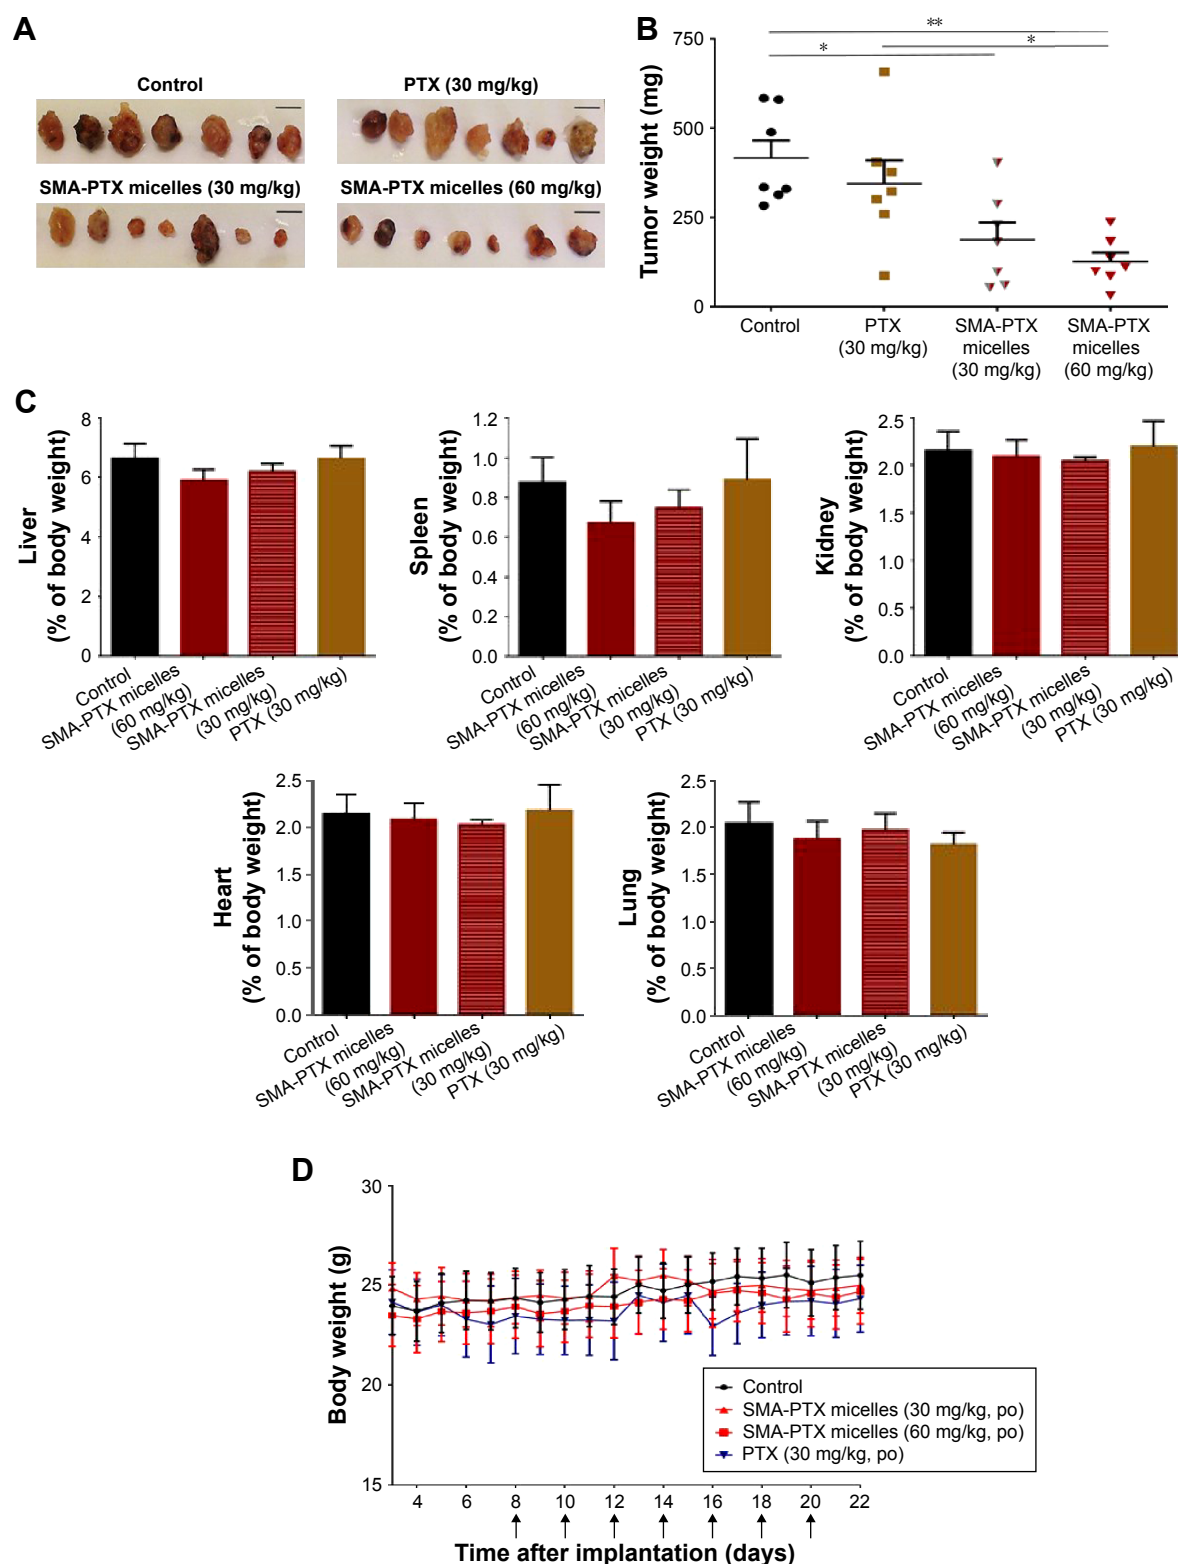 A
Control
PTX (30 mg/kg)
SMA-PTX micelles (30 mg/kg)
SMA-PTX micelles (60 mg/kg)
B
**
*
*
Tumor weight (mg)
750
500
250
0
Control
PTX
(30 mg/kg)
SMA-PTX
micelles
(30 mg/kg)
SMA-PTX
micelles
(60 mg/kg)
C
Liver
(% of body weight)
8
6
4
2
0
Control
SMA-PTX micelles
(60 mg/kg)
SMA-PTX micelles
(30 mg/kg)
PTX (30 mg/kg)
Spleen
(% of body weight)
1.2
1.0
0.8
0.6
0.4
0.2
0.0
Control
SMA-PTX micelles
(60 mg/kg)
SMA-PTX micelles
(30 mg/kg)
PTX (30 mg/kg)
Kidney
(% of body weight)
2.5
2.0
1.5
1.0
0.5
0.0
Control
SMA-PTX micelles
(60 mg/kg)
SMA-PTX micelles
(30 mg/kg)
PTX (30 mg/kg)
Heart
(% of body weight)
2.5
2.0
1.5
1.0
0.5
0.0
Control
SMA-PTX micelles
(60 mg/kg)
SMA-PTX micelles
(30 mg/kg)
PTX (30 mg/kg)
Lung
(% of body weight)
2.5
2.0
1.5
1.0
0.5
0.0
Control
SMA-PTX micelles
(60 mg/kg)
SMA-PTX micelles
(30 mg/kg)
PTX (30 mg/kg)
D
Body weight (g)
30
25
20
15
Control
SMA-PTX micelles (30 mg/kg, po)
SMA-PTX micelles (60 mg/kg, po)
PTX (30 mg/kg, po)
4 6 8 10 12 14 16 18 20 22
Time after implantation (days)